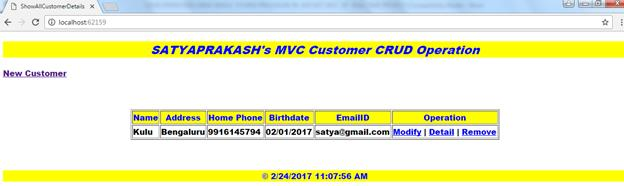 ShowAllCustomerDetails
localhost:62159
SATYAPRAKASH's MVC Customer CRUD Operation
New Customer
Name Address Home Phone Birthdate EmailID Operation
Kulu Bengaluru 9916145794 02/01/2017 satya@gmail.com Modify | Detail | Remove
© 2/24/2017 11:07:56 AM